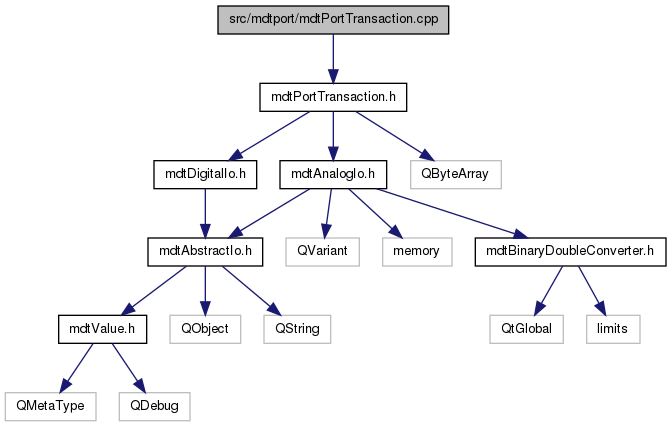 src/mdtport/mdtPortTransaction.cpp
mdtPortTransaction.h
mdtDigitalIo.h
mdtAnalogIo.h
QByteArray
mdtAbstractIo.h
QVariant
memory
mdtBinaryDoubleConverter.h
mdtValue.h
QObject
QString
QtGlobal
limits
QMetaType
QDebug